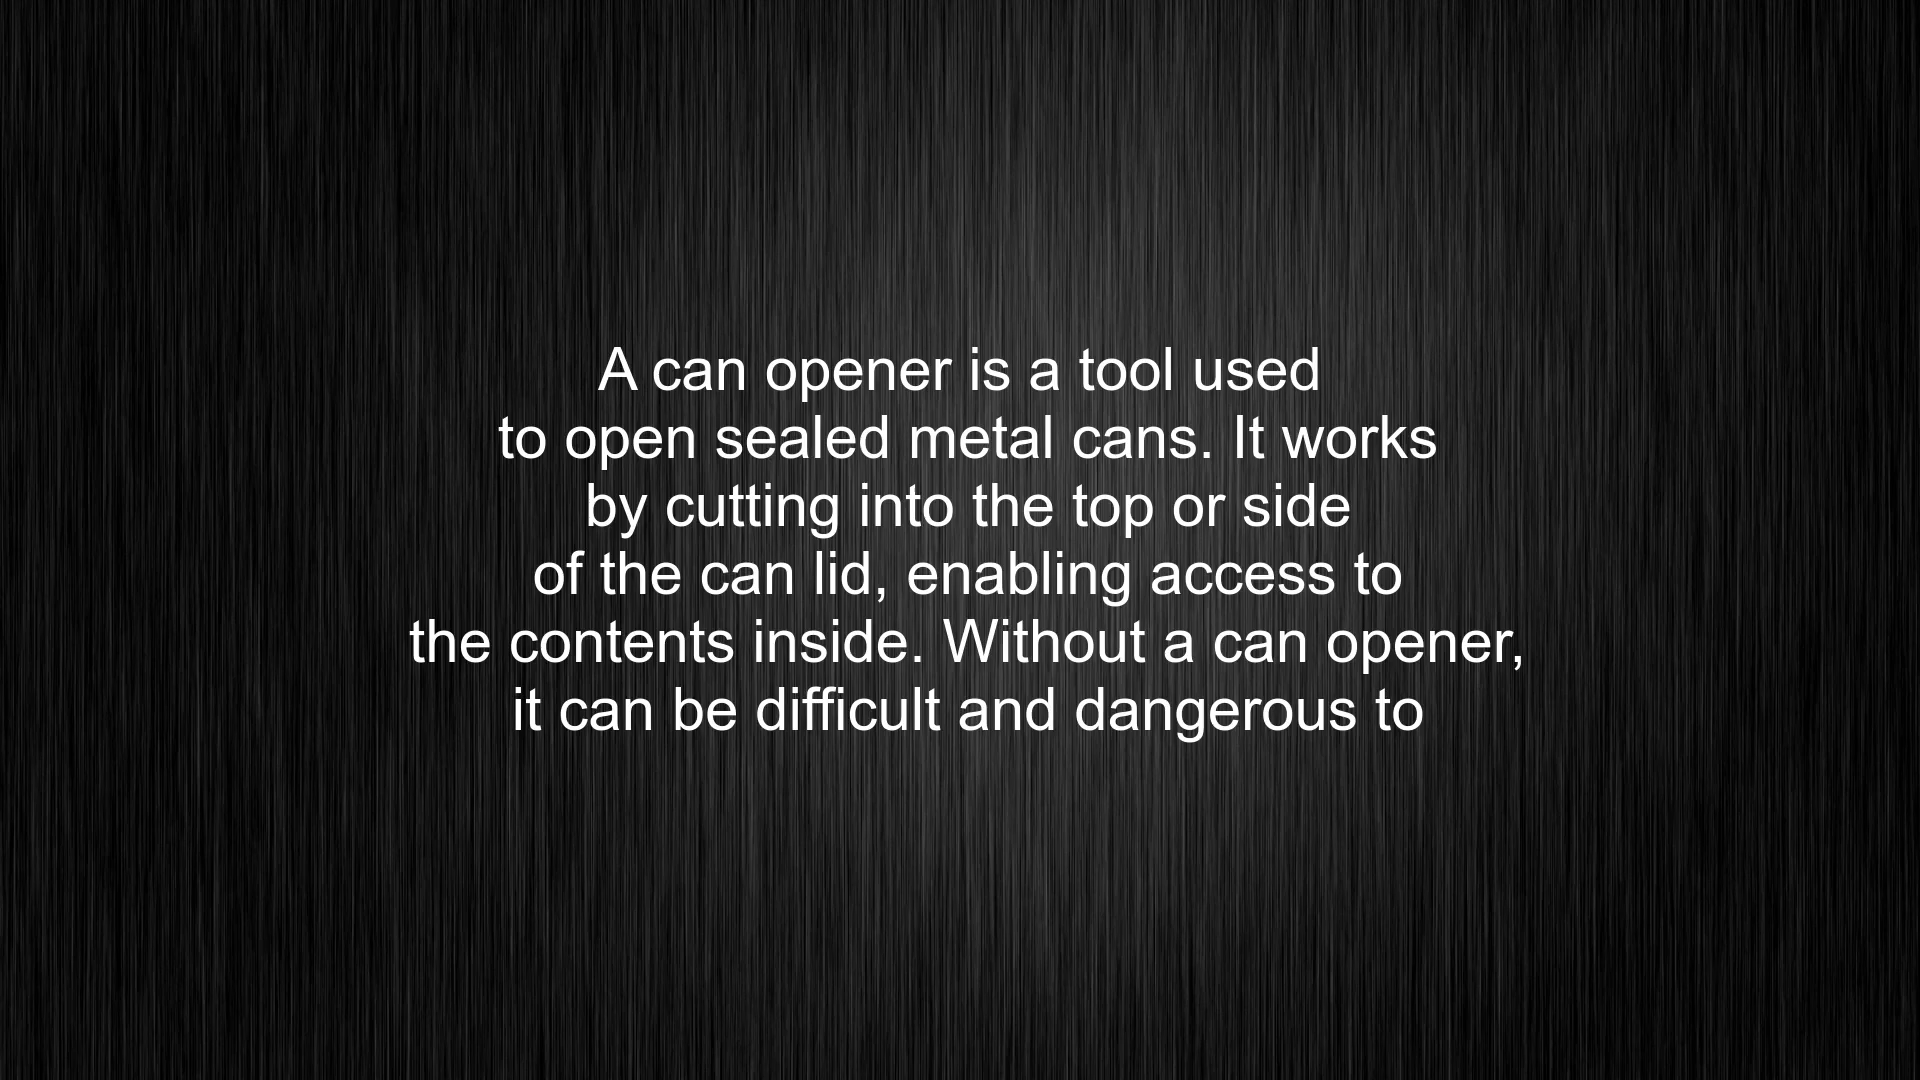 A can opener is a tool used
to open sealed metal cans. It works
by cutting into the top or side
of the can lid, enabling access to
the contents inside. Without a can opener,
it can be difficult and dangerous to